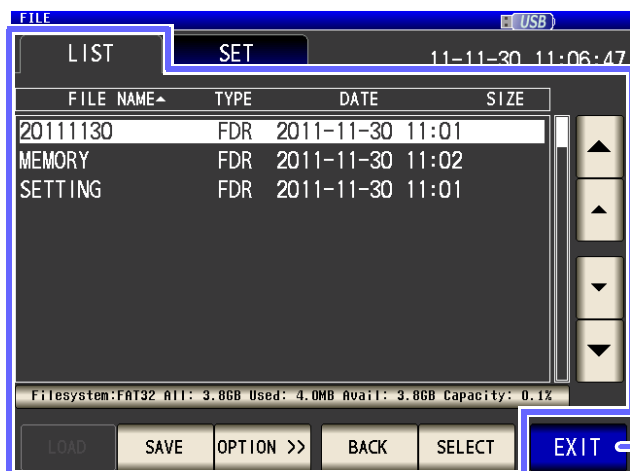 FILE USB
LIST SET 11-11-30 11:06:47
FILE NAME▲ TYPE DATE SIZE
20111130 FDR 2011-11-30 11:01
MEMORY FDR 2011-11-30 11:02
SETTING FDR 2011-11-30 11:01
Filesystem:FAT32 All: 3.8GB Used: 4.0MB Avail: 3.8GB Capacity: 0.1%
LOAD SAVE OPTION >> BACK SELECT EXIT